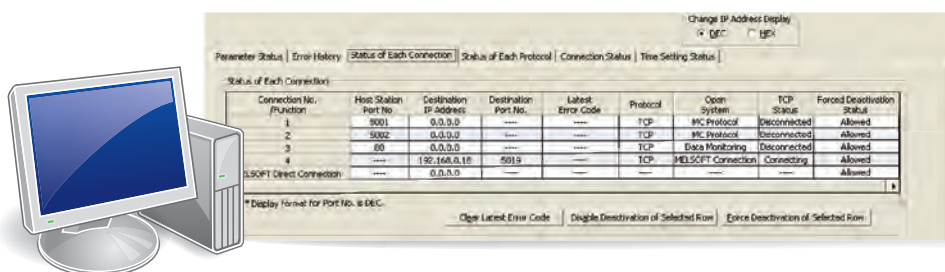 Change IP Address Display
DEC HEX
Parameter Status Error History Status of Each Connection Status of Each Protocol Connection Status Time Setting Status
Status of Each Connection
Connection No. /Function Host Station Port No Destination IP Address Destination Port No. Latest Error Code Protocol Open System TCP Status Forced Deactivation Status
1 5001 0.0.0.0 ---- ---- TCP MC Protocol Disconnected Allowed
2 5002 0.0.0.0 ---- ---- TCP MC Protocol Disconnected Allowed
3 80 0.0.0.0 ---- ---- TCP Data Monitoring Disconnected Allowed
4 ---- 192.168.0.18 5019 ---- TCP MELSOFT Connection Connecting Allowed
LSOFT Direct Connection ---- 0.0.0.0 ---- ---- ---- ---- ---- Allowed
* Display format for Port No. is DEC.
Clear Latest Error Code Disable Deactivation of Selected Row Force Deactivation of Selected Row